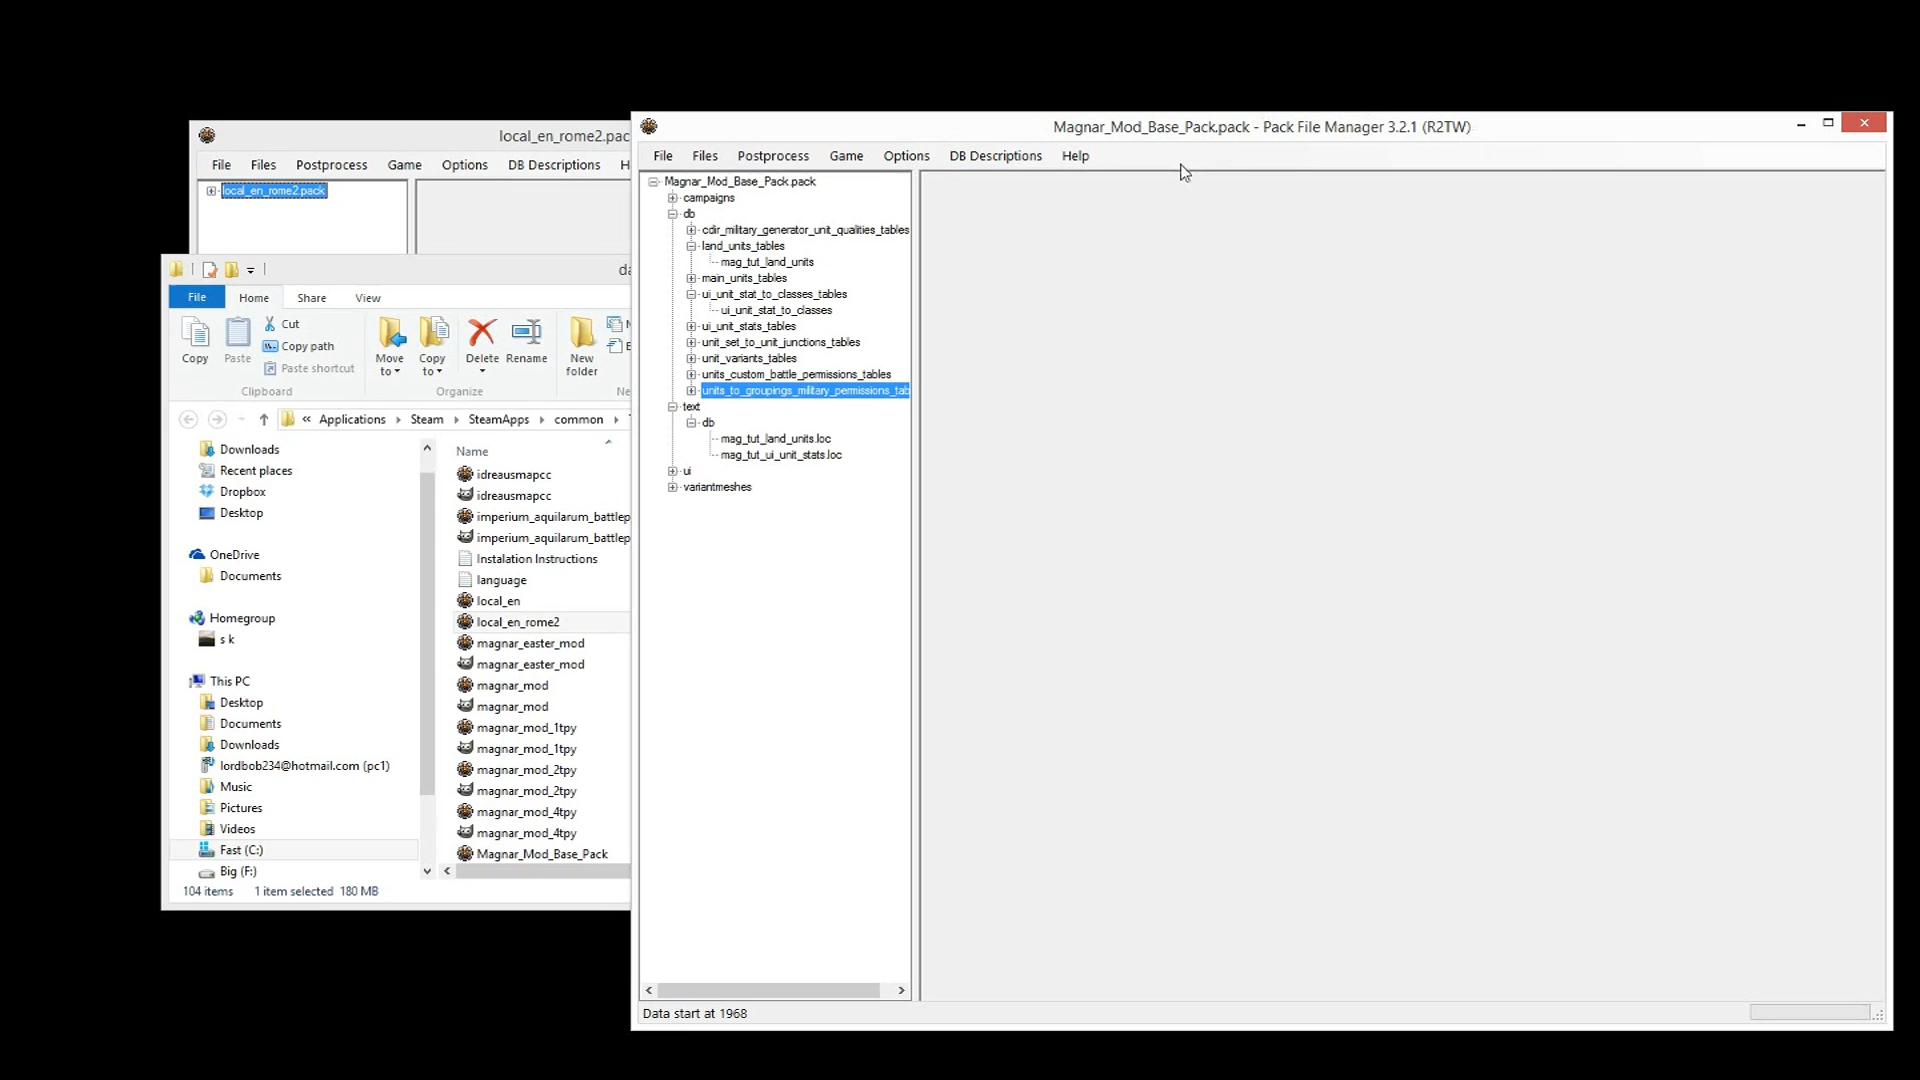 local_en_rome2.pac
File Files Postprocess Game Options DB Descriptions H
local_en_rome2.pack
da
File Home Share View
Copy
Paste
Cut
Copy path
Paste shortcut
Clipboard
Move to
Copy to
Delete
Rename
Organize
New folder
Ne
« Applications Steam SteamApps common
Downloads
Recent places
Dropbox
Desktop
OneDrive
Documents
Homegroup
s k
This PC
Desktop
Documents
Downloads
lordbob234@hotmail.com (pc1)
Music
Pictures
Videos
Fast (C:)
Big (F:)
Name
idreausmapcc
idreausmapcc
imperium_aquilarum_battlep
imperium_aquilarum_battlep
Instalation Instructions
language
local_en
local_en_rome2
magnar_easter_mod
magnar_easter_mod
magnar_mod
magnar_mod
magnar_mod_1tpy
magnar_mod_1tpy
magnar_mod_2tpy
magnar_mod_2tpy
magnar_mod_4tpy
magnar_mod_4tpy
Magnar_Mod_Base_Pack
104 items 1 item selected 180 MB
Magnar_Mod_Base_Pack.pack - Pack File Manager 3.2.1 (R2TW)
File Files Postprocess Game Options DB Descriptions Help
Magnar_Mod_Base_Pack.pack
campaigns
db
cdir_military_generator_unit_qualities_tables
land_units_tables
mag_tut_land_units
main_units_tables
ui_unit_stat_to_classes_tables
ui_unit_stat_to_classes
ui_unit_stats_tables
unit_set_to_unit_junctions_tables
unit_variants_tables
units_custom_battle_permissions_tables
units_to_groupings_military_permissions_tab
text
db
mag_tut_land_units.loc
mag_tut_ui_unit_stats.loc
ui
variantmeshes
Data start at 1968